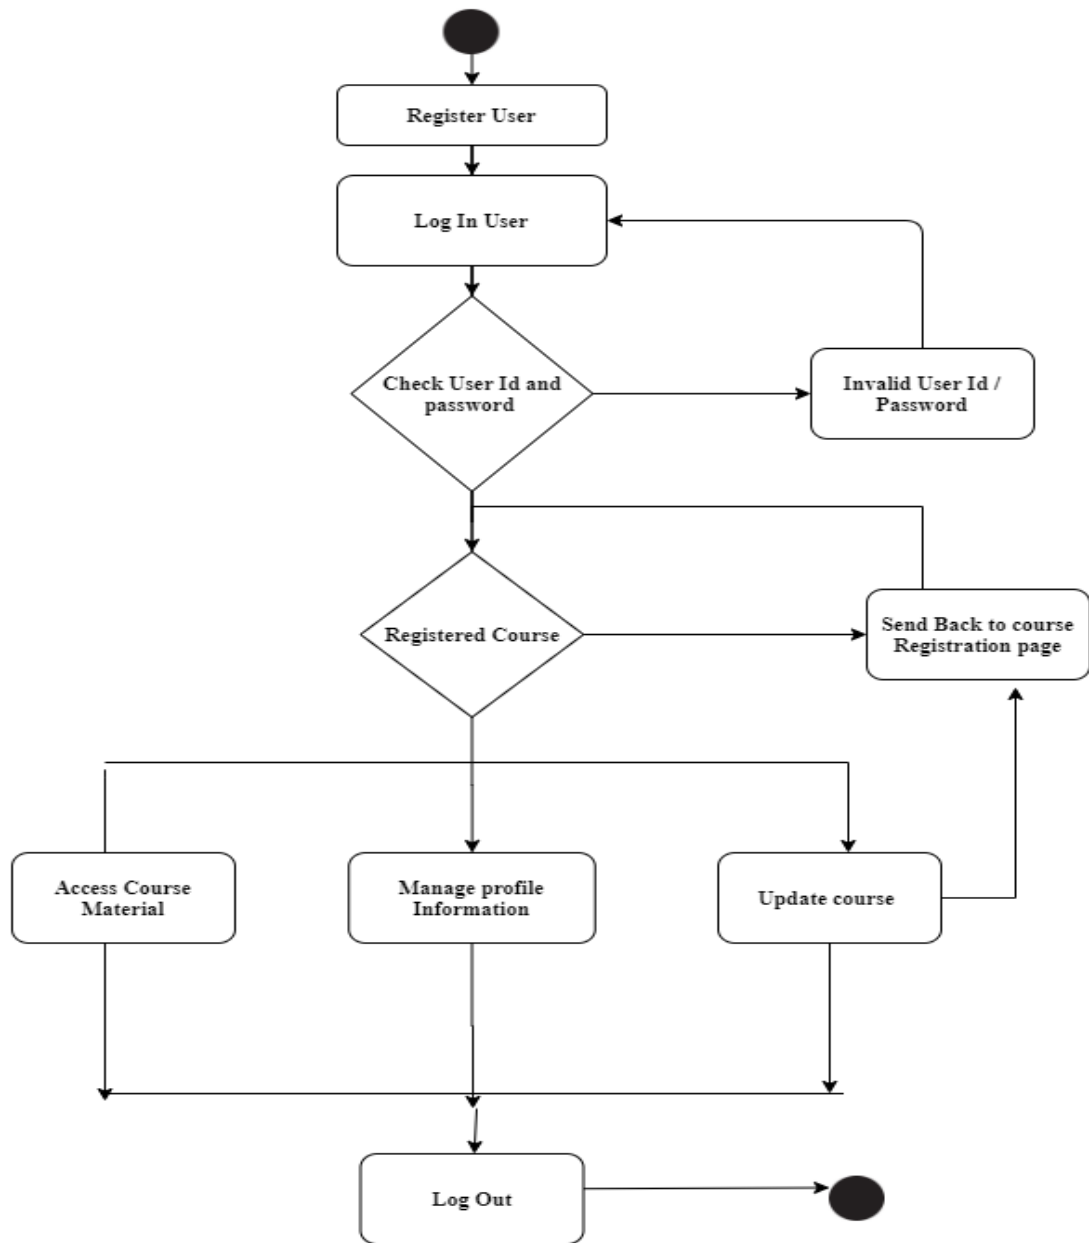 Register User
Log In User
Check User Id and
password
Invalid User Id /
Password
Registered Course
Send Back to course
Registration page
Access Course
Material
Manage profile
Information
Update course
Log Out